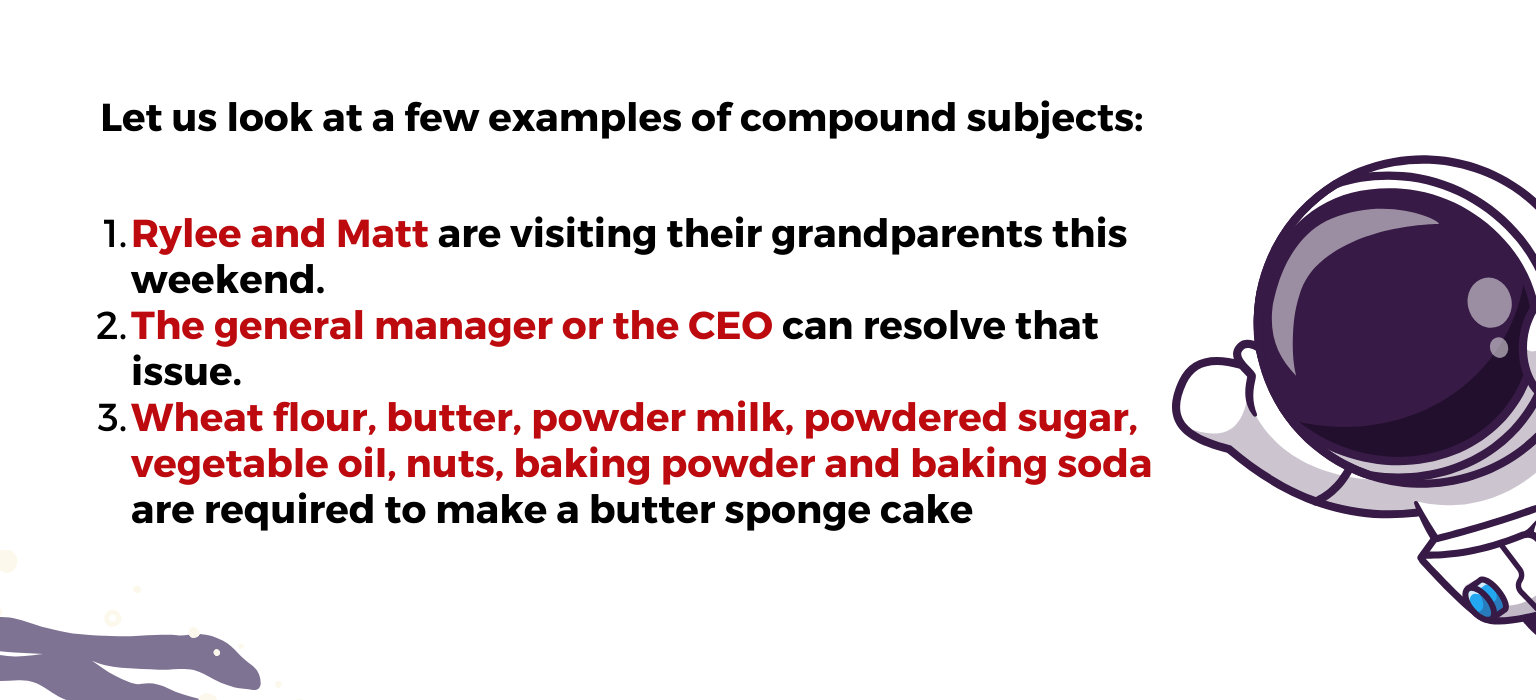 Let us look at a few examples of compound subjects:
1. Rylee and Matt are visiting their grandparents this
weekend.
2. The general manager or the CEO can resolve that
issue.
3. Wheat flour, butter, powder milk, powdered sugar,
vegetable oil, nuts, baking powder and baking soda
are required to make a butter sponge cake